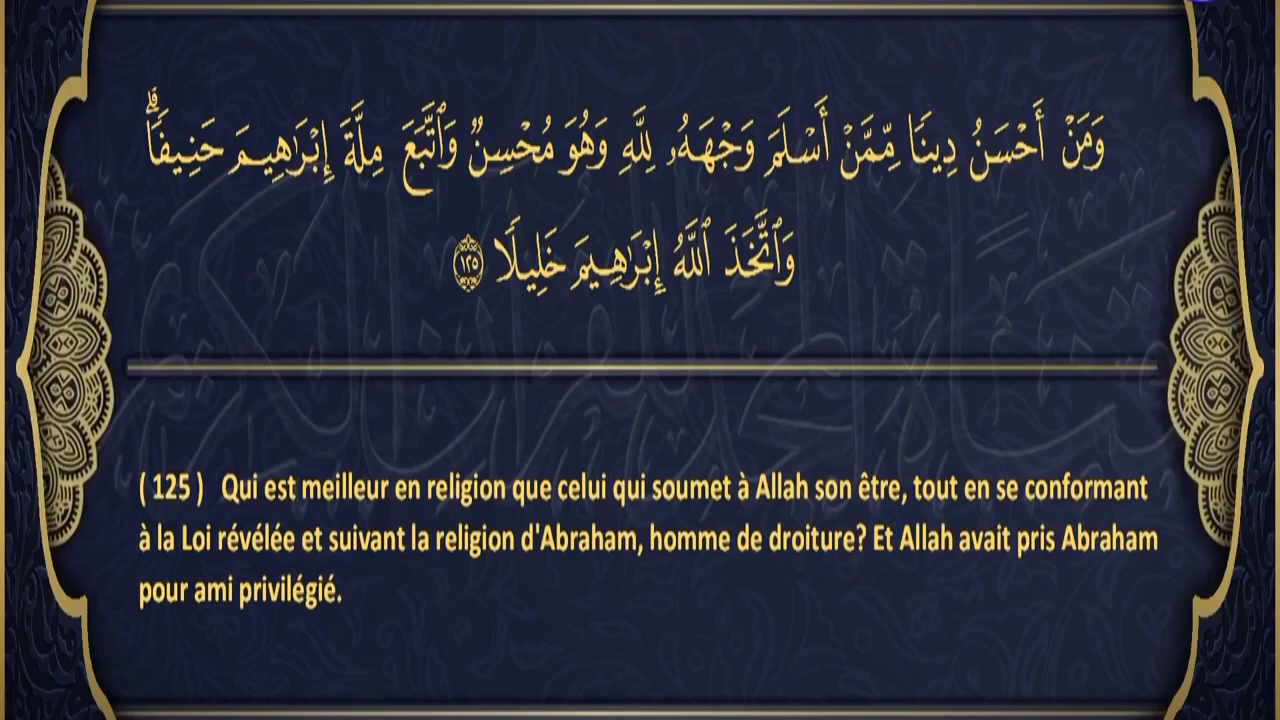 وَمَنْ أَحْسَنُ دِينًا مِّمَّنْ أَسْلَمَ وَجْهَهُۥ لِلَّهِ وَهُوَ مُحْسِنٌ وَٱتَّبَعَ مِلَّةَ إِبْرَٰهِيمَ حَنِيفًا ۗ
وَٱتَّخَذَ ٱللَّهُ إِبْرَٰهِيمَ خَلِيلًا ١٢٥
( 125 ) Qui est meilleur en religion que celui qui soumet à Allah son être, tout en se conformant
à la Loi révélée et suivant la religion d'Abraham, homme de droiture? Et Allah avait pris Abraham
pour ami privilégié.